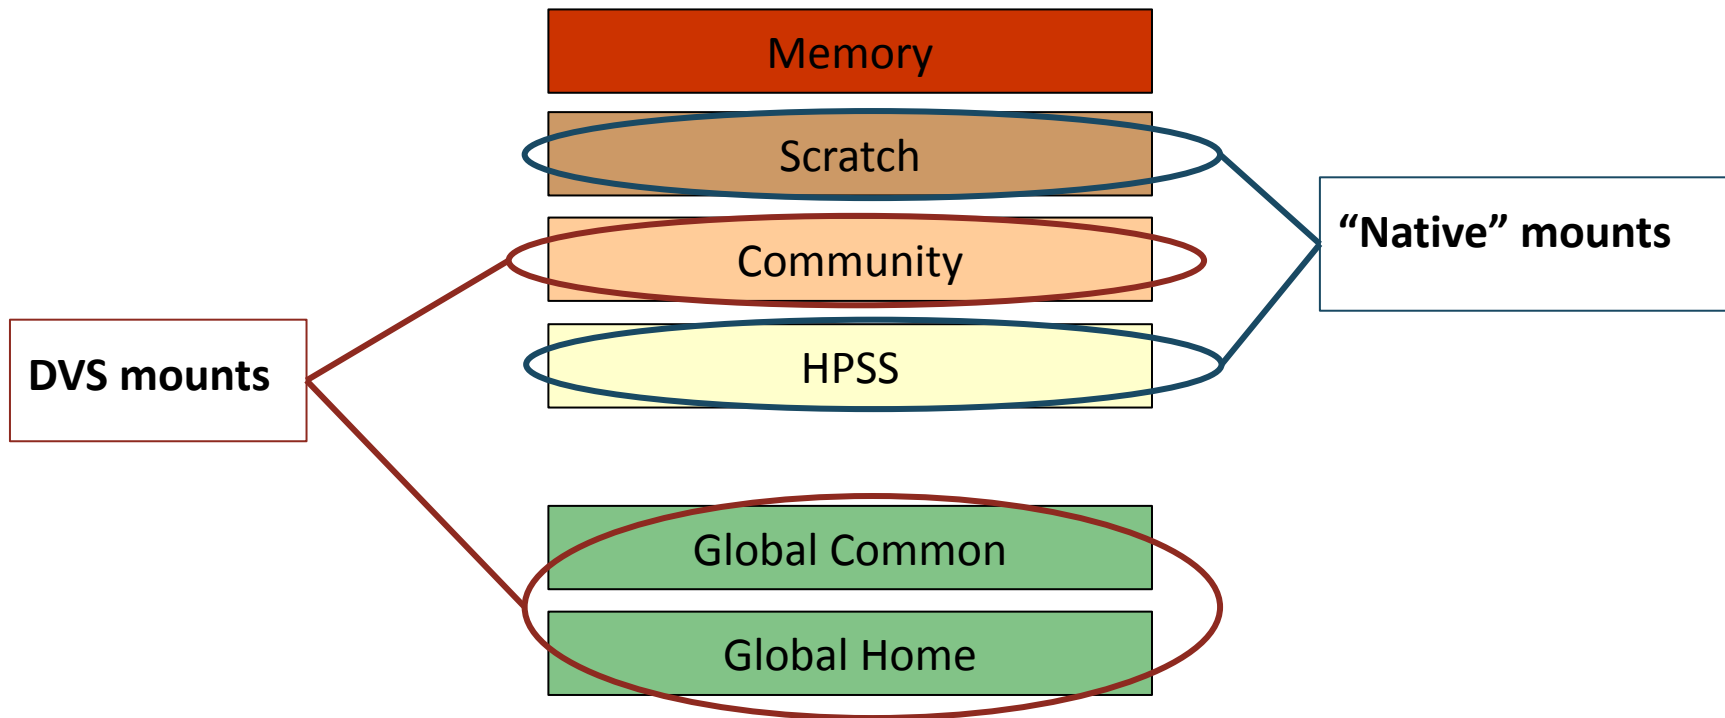 Memory
Scratch
“Native” mounts
Community
DVS mounts
HPSS
Global Common
Global Home